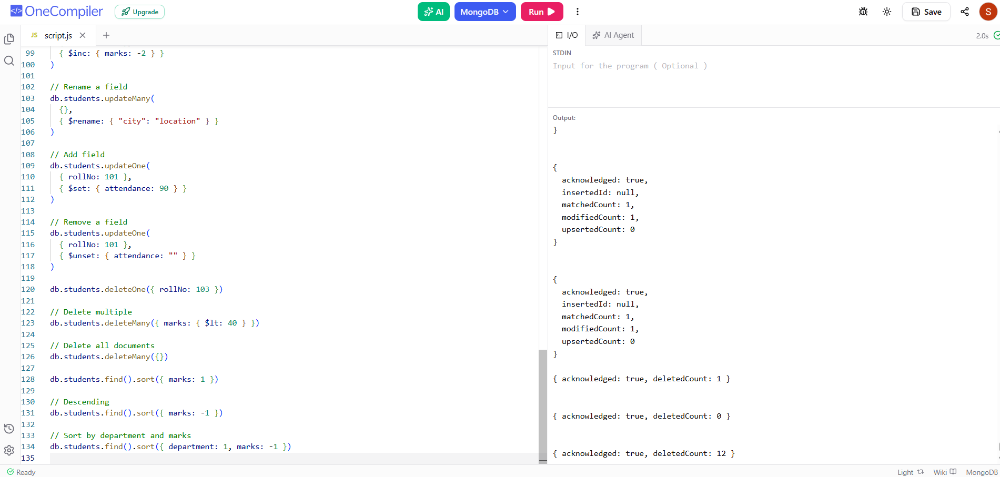 </> OneCompiler
Upgrade
AI
MongoDB
Run
Save
S
JS script.js
I/O
AI Agent
2.0s
99 { $inc: { marks: -2 } }
100 )
101
102 // Rename a field
103 db.students.updateMany(
104 {},
105 { $rename: { "city": "location" } }
106 )
107
108 // Add field
109 db.students.updateOne(
110 { rollNo: 101 },
111 { $set: { attendance: 90 } }
112 )
113
114 // Remove a field
115 db.students.updateOne(
116 { rollNo: 101 },
117 { $unset: { attendance: "" } }
118 )
119
120 db.students.deleteOne({ rollNo: 103 })
121
122 // Delete multiple
123 db.students.deleteMany({ marks: { $lt: 40 } })
124
125 // Delete all documents
126 db.students.deleteMany({})
127
128 db.students.find().sort({ marks: 1 })
129
130 // Descending
131 db.students.find().sort({ marks: -1 })
132
133 // Sort by department and marks
134 db.students.find().sort({ department: 1, marks: -1 })
135
STDIN
Input for the program ( Optional )
Output:
}
{
acknowledged: true,
insertedId: null,
matchedCount: 1,
modifiedCount: 1,
upsertedCount: 0
}
{
acknowledged: true,
insertedId: null,
matchedCount: 1,
modifiedCount: 1,
upsertedCount: 0
}
{ acknowledged: true, deletedCount: 1 }
{ acknowledged: true, deletedCount: 0 }
{ acknowledged: true, deletedCount: 12 }
Ready
Light
Wiki
MongoDB